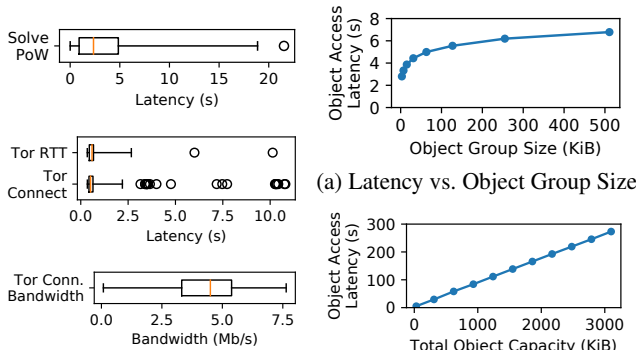 Solve
PoW
0 5 10 15 20
Latency (s)
Tor RTT
Tor
Connect
0.0 2.5 5.0 7.5 10.0
Latency (s)
Tor Conn.
Bandwidth
0.0 2.5 5.0 7.5
Bandwidth (Mb/s)
Object Access
Latency (s)
8
6
4
2
0
0 100 200 300 400 500
Object Group Size (KiB)
(a) Latency vs. Object Group Size
Object Access
Latency (s)
300
200
100
0
0 500 1000 1500 2000 2500 3000
Total Object Capacity (KiB)